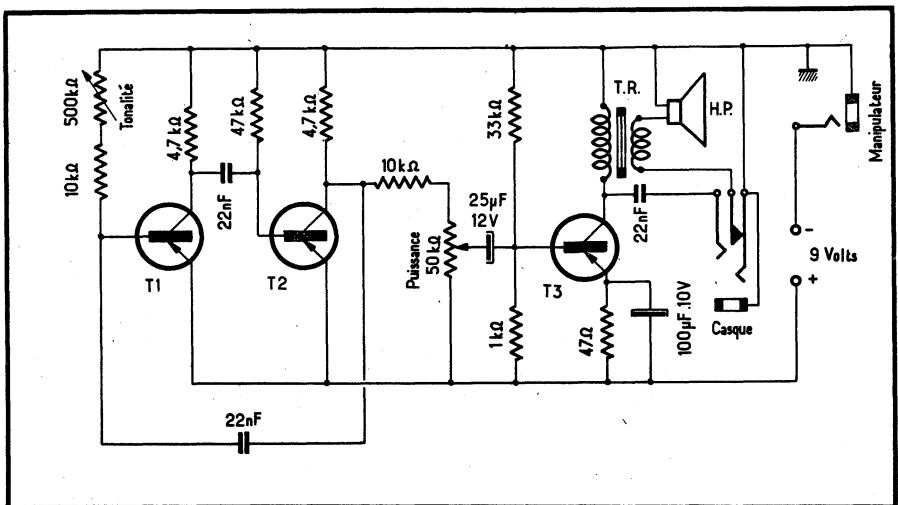 500kΩ
Tonalité
10kΩ
4,7kΩ
22nF
47kΩ
4,7kΩ
T1
T2
10kΩ
Puissance
50kΩ
25µF
12V
33kΩ
1kΩ
T3
47Ω
100µF.10V
T.R.
H.P.
22nF
Casque
Manipulateur
-
9 Volts
+
22nF